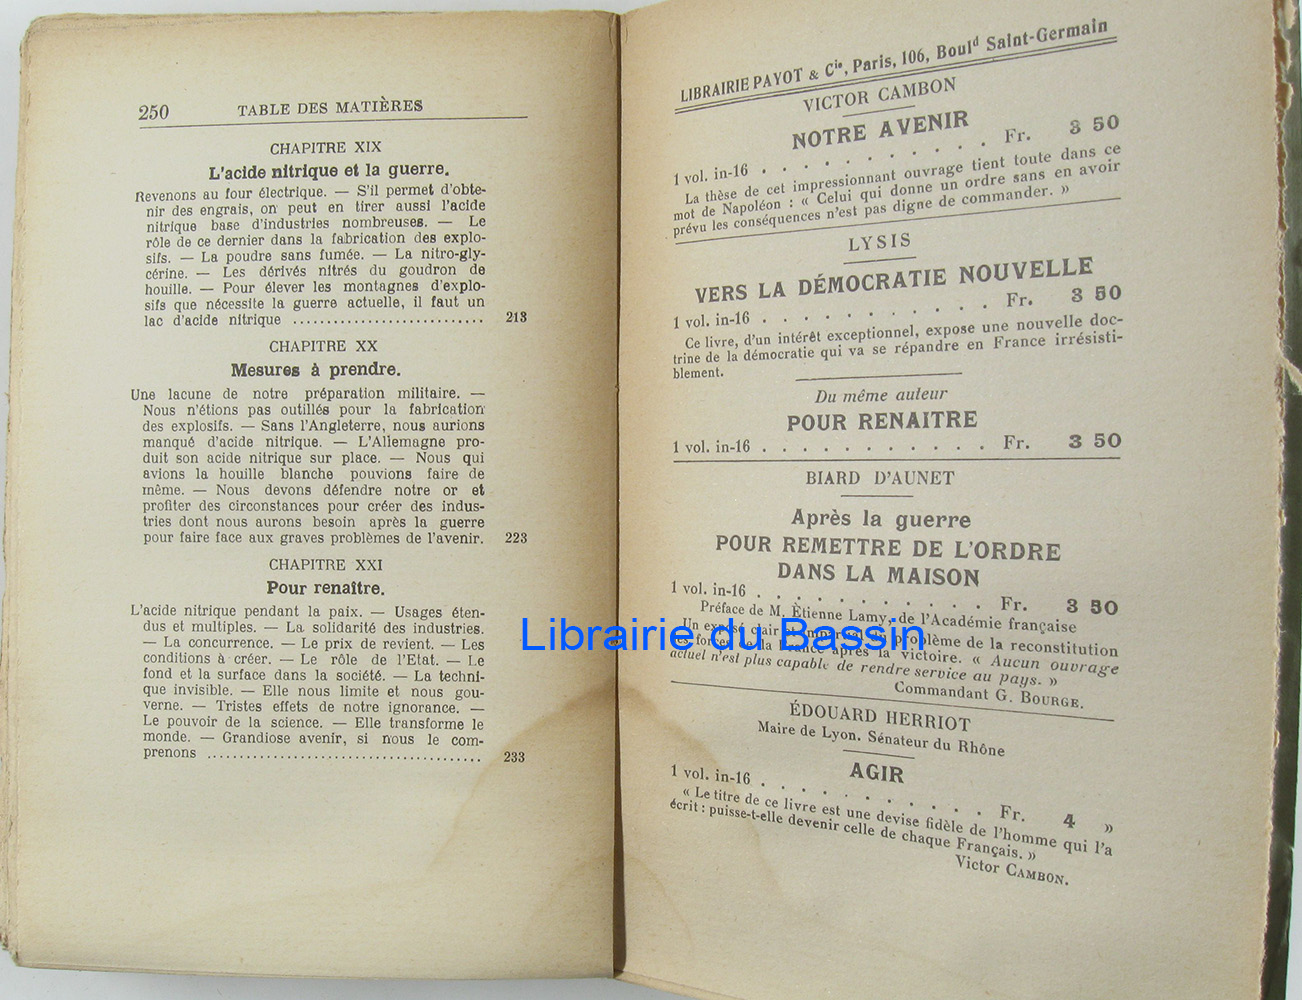 250 TABLE DES MATIÈRES
CHAPITRE XIX
L'acide nitrique et la guerre.
Revenons au four électrique. — S'il permet d'obte-
nir des engrais, on peut en tirer aussi l'acide
nitrique base d'industries nombreuses. — Le
rôle de ce dernier dans la fabrication des explo-
sifs. — La poudre sans fumée. — La nitro-gly-
cérine. — Les dérivés nitrés du goudron de
houille. — Pour élever les montagnes d'explo-
sifs que nécessite la guerre actuelle, il faut un
lac d'acide nitrique ........................... 213
CHAPITRE XX
Mesures à prendre.
Une lacune de notre préparation militaire. —
Nous n'étions pas outillés pour la fabrication
des explosifs. — Sans l'Angleterre, nous aurions
manqué d'acide nitrique. — L'Allemagne pro-
duit son acide nitrique sur place. — Nous qui
avions la houille blanche pouvions faire de
même. — Nous devons défendre notre or et
profiter des circonstances pour créer des indus-
tries dont nous aurons besoin après la guerre
pour faire face aux graves problèmes de l'avenir. 223
CHAPITRE XXI
Pour renaître.
L'acide nitrique pendant la paix. — Usages éten-
dus et multiples. — La solidarité des industries.
— La concurrence. — Le prix de revient. — Les
conditions à créer. — Le rôle de l'Etat. — Le
fond et la surface dans la société. — La techni-
que invisible. — Elle nous limite et nous gou-
verne. — Tristes effets de notre ignorance. —
Le pouvoir de la science. — Elle transforme le
monde. — Grandiose avenir, si nous le com-
prenons ....................................... 233
LIBRAIRIE PAYOT & Cie, Paris, 106, Bould Saint-Germain
VICTOR CAMBON
NOTRE AVENIR
1 vol. in-16 . . . . . . . . . . . Fr. 3 50
La thèse de cet impressionnant ouvrage tient toute dans ce
mot de Napoléon : « Celui qui donne un ordre sans en avoir
prévu les conséquences n'est pas digne de commander. »
LYSIS
VERS LA DÉMOCRATIE NOUVELLE
1 vol. in-16 . . . . . . . . . . . Fr. 3 50
Ce livre, d'un intérêt exceptionnel, expose une nouvelle doc-
trine de la démocratie qui va se répandre en France irrésisti-
blement.
Du même auteur
POUR RENAITRE
1 vol. in-16 . . . . . . . . . . . Fr. 3 50
BIARD D'AUNET
Après la guerre
POUR REMETTRE DE L'ORDRE
DANS LA MAISON
1 vol. in-16 . . . . . . . . . . . Fr. 3 50
Préface de M. Étienne Lamy, de l'Académie française
Un exposé clair et problème de la reconstitution
des forces de la France après la victoire. « Aucun ouvrage
actuel n'est plus capable de rendre service au pays. »
Commandant G. BOURGE.
ÉDOUARD HERRIOT
Maire de Lyon. Sénateur du Rhône
AGIR
1 vol. in-16 . . . . . . . . . . . Fr. 4 »
« Le titre de ce livre est une devise fidèle de l'homme qui l'a
écrit : puisse-t-elle devenir celle de chaque Français. »
Victor CAMBON.
Librairie du Bassin